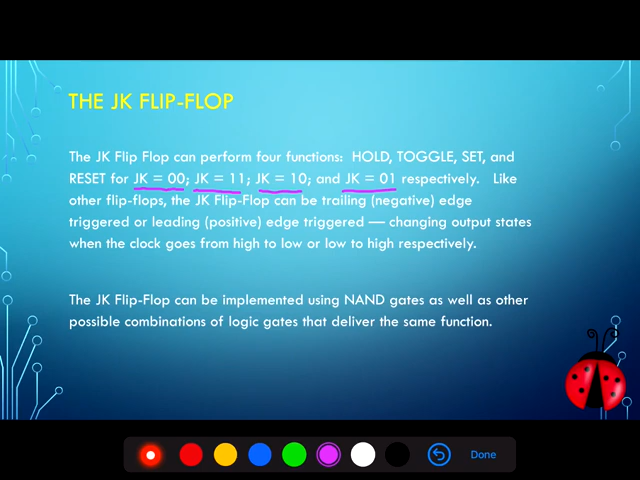 THE JK FLIP-FLOP
The JK Flip Flop can perform four functions: HOLD, TOGGLE, SET, and
RESET for JK = 00; JK = 11; JK = 10; and JK = 01 respectively. Like
other flip-flops, the JK Flip-Flop can be trailing (negative) edge
triggered or leading (positive) edge triggered — changing output states
when the clock goes from high to low or low to high respectively.
The JK Flip-Flop can be implemented using NAND gates as well as other
possible combinations of logic gates that deliver the same function.
Done